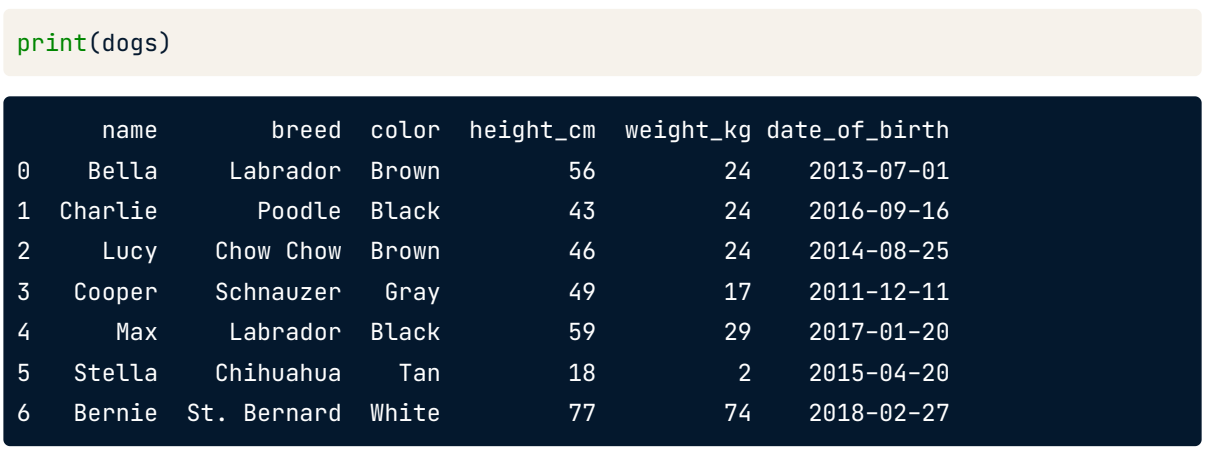 print(dogs)
name breed color height_cm weight_kg date_of_birth
0 Bella Labrador Brown 56 24 2013-07-01
1 Charlie Poodle Black 43 24 2016-09-16
2 Lucy Chow Chow Brown 46 24 2014-08-25
3 Cooper Schnauzer Gray 49 17 2011-12-11
4 Max Labrador Black 59 29 2017-01-20
5 Stella Chihuahua Tan 18 2 2015-04-20
6 Bernie St. Bernard White 77 74 2018-02-27